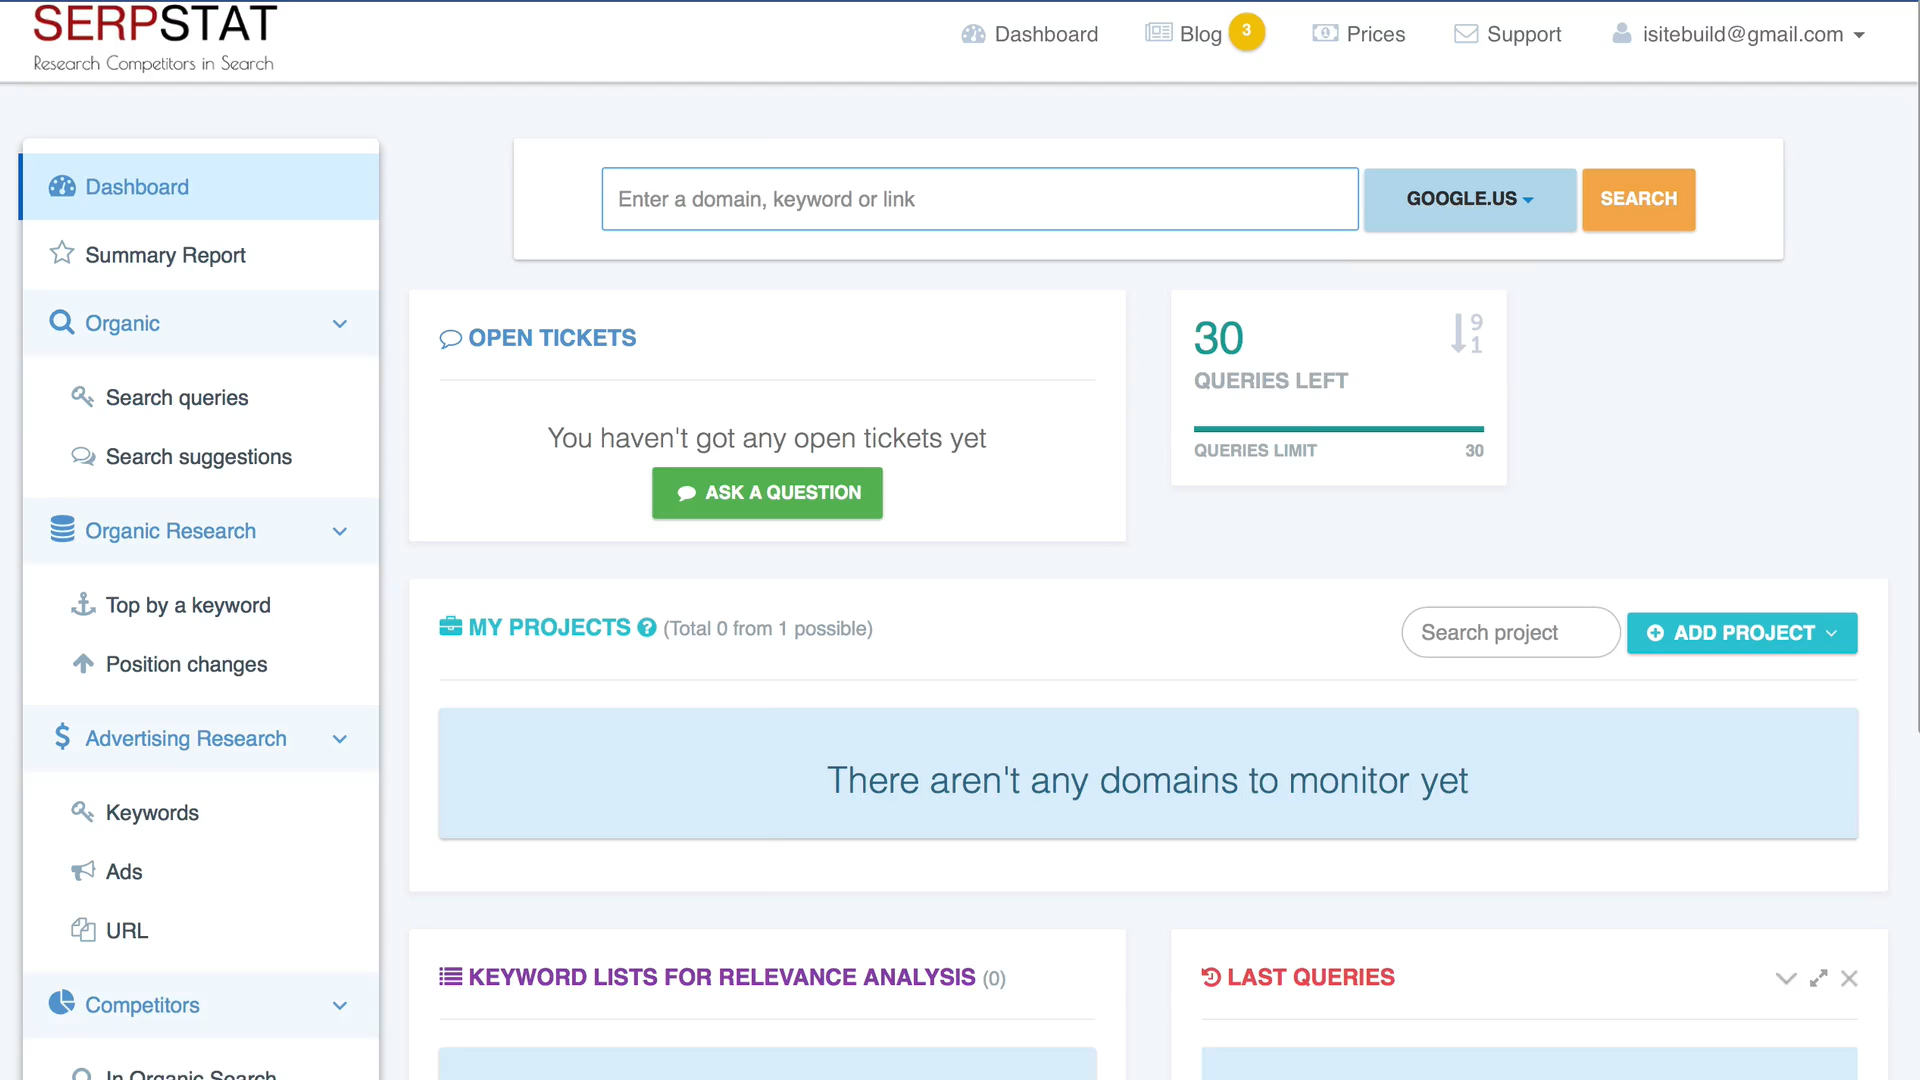 SERPSTAT
Research Competitors in Search
Dashboard
Blog 3
Prices
Support
isitebuild@gmail.com
Dashboard
Summary Report
Organic
Search queries
Search suggestions
Organic Research
Top by a keyword
Position changes
Advertising Research
Keywords
Ads
URL
Competitors
In Organic Search
Enter a domain, keyword or link
GOOGLE.US
SEARCH
OPEN TICKETS
You haven't got any open tickets yet
ASK A QUESTION
30
9
1
QUERIES LEFT
QUERIES LIMIT 30
MY PROJECTS ? (Total 0 from 1 possible)
Search project
ADD PROJECT
There aren't any domains to monitor yet
KEYWORD LISTS FOR RELEVANCE ANALYSIS (0)
LAST QUERIES